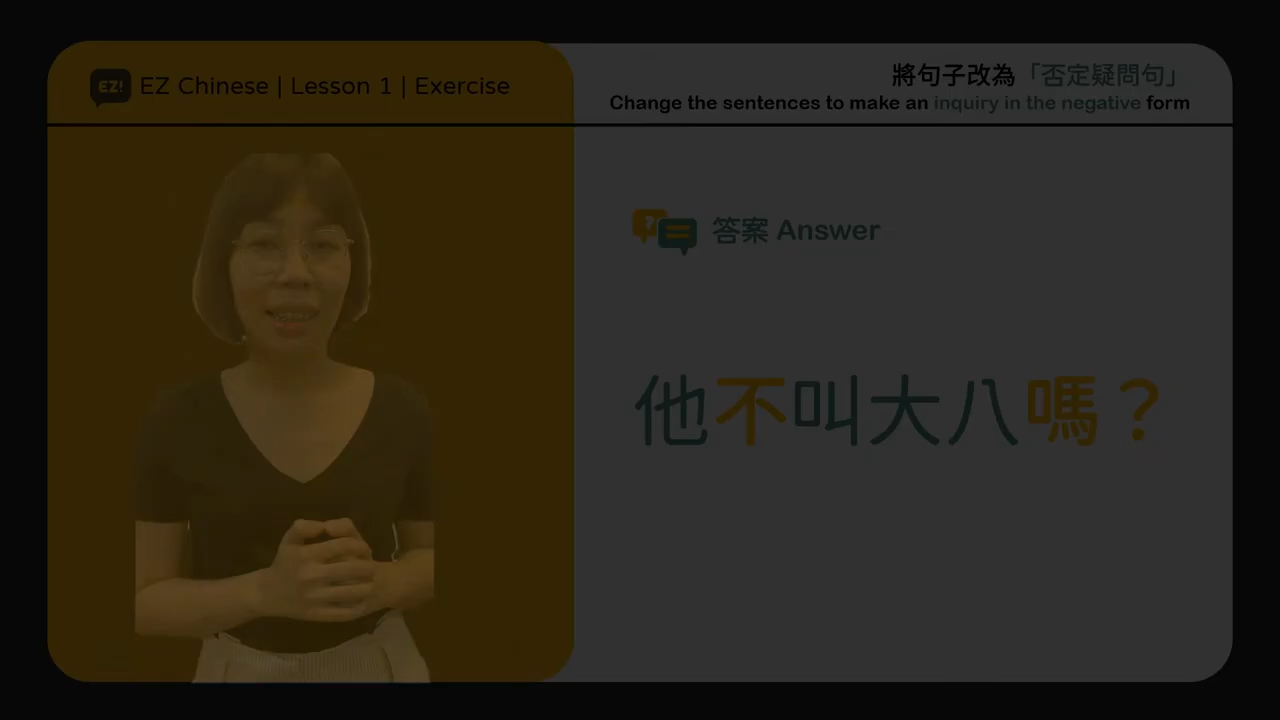 EZ! EZ Chinese | Lesson 1 | Exercise
將句子改為「否定疑問句」
Change the sentences to make an inquiry in the negative form
? 答案 Answer
他不叫大八嗎？